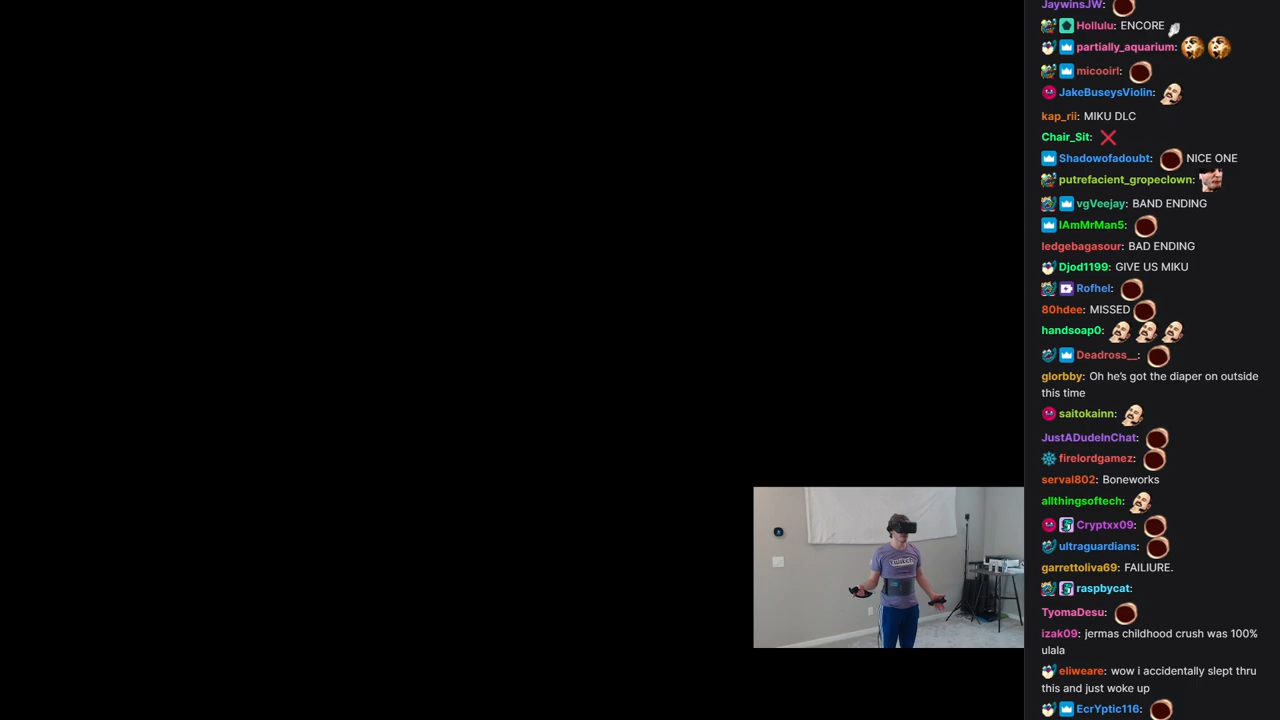 JaywinsJW:
Hollulu: ENCORE
partially_aquarium:
micooirl:
JakeBuseysViolin:
kap_rii: MIKU DLC
Chair_Sit:
Shadowofadoubt: NICE ONE
putrefacient_gropeclown:
vgVeejay: BAND ENDING
IAmMrMan5:
ledgebagasour: BAD ENDING
Djod1199: GIVE US MIKU
Rofhel:
80hdee: MISSED
handsoap0:
Deadross__:
glorbby: Oh he's got the diaper on outside
this time
saitokainn:
JustADudeInChat:
firelordgamez:
serval802: Boneworks
allthingsoftech:
Cryptxx09:
ultraguardians:
garrettoliva69: FAILIURE.
raspbycat:
TyomaDesu:
izak09: jermas childhood crush was 100%
ulala
eliweare: wow i accidentally slept thru
this and just woke up
EcrYptic116: